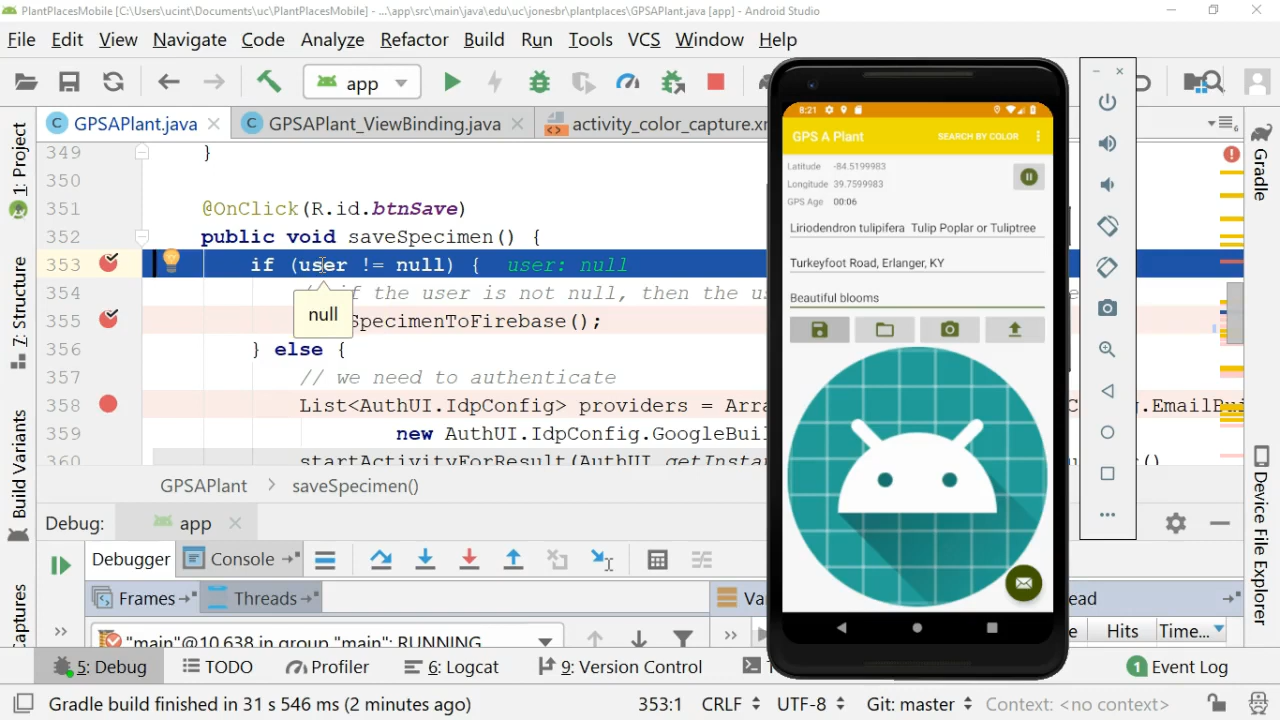 PlantPlacesMobile [C:\Users\ucint\Documents\uc\PlantPlacesMobile] - ...\app\src\main\java\edu\uc\jonesbr\plantplaces\GPSAPlant.java [app] - Android Studio
File Edit View Navigate Code Analyze Refactor Build Run Tools VCS Window Help
app
GPSAPlant.java
GPSAPlant_ViewBinding.java
activity_color_capture.xm
349 }
350
351 @OnClick(R.id.btnSave)
352 public void saveSpecimen() {
353 if (user != null) { user: null
354 if the user is not null, then the
null
355 SpecimenToFirebase();
356 } else {
357 // we need to authenticate
358 List<AuthUI.IdpConfig> providers = Arra
.EmailBui
359 new AuthUI.IdpConfig.GoogleBuil
360 startActivityForResult(AuthUI.getInstan
GPSAPlant > saveSpecimen()
Debug: app
Debugger Console
Frames Threads
"main"@10,638 in group "main": RUNNING
Hits Time...
5: Debug TODO Profiler 6: Logcat 9: Version Control
1 Event Log
Gradle build finished in 31 s 546 ms (2 minutes ago)
353:1 CRLF UTF-8 Git: master Context: <no context>
1: Project
7: Structure
Build Variants
Captures
Gradle
Device File Explorer
8:21
GPS A Plant SEARCH BY COLOR
Latitude -84.5199983
Longitude 39.7599983
GPS Age 00:06
Liriodendron tulipifera Tulip Poplar or Tuliptree
Turkeyfoot Road, Erlanger, KY
Beautiful blooms